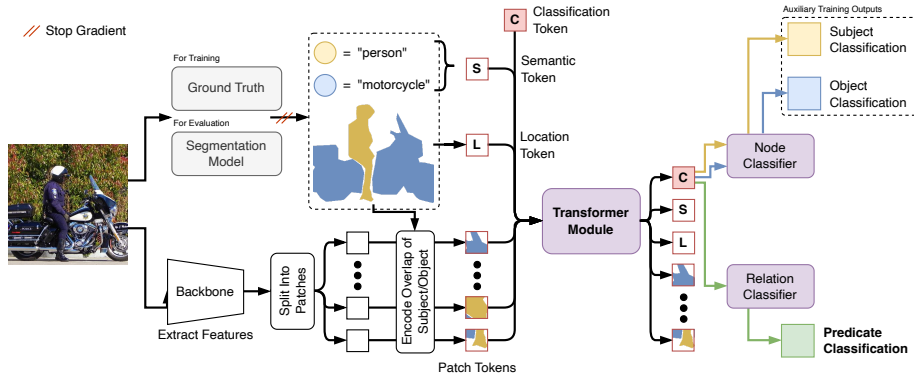 Stop Gradient
For Training
Ground Truth
For Evaluation
Segmentation
Model
= "person"
= "motorcycle"
C
Classification
Token
S
Semantic
Token
L
Location
Token
Backbone
Extract Features
Split Into
Patches
Encode Overlap of
Subject/Object
Patch Tokens
Transformer
Module
C
S
L
Node
Classifier
Relation
Classifier
Auxiliary Training Outputs
Subject
Classification
Object
Classification
Predicate
Classification